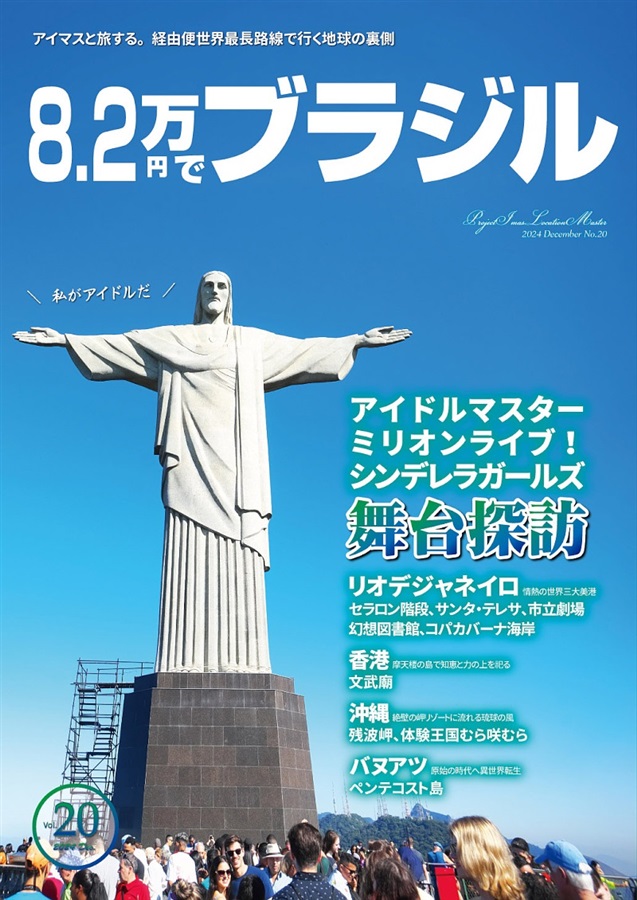 アイマスと旅する。経由便世界最長路線で行く地球の裏側
8.2万円でブラジル
Project Imas Location Master
2024 December No.20
私がアイドルだ
アイドルマスター
ミリオンライブ！
シンデレラガールズ
舞台探訪
リオデジャネイロ 情熱の世界三大美港
セラロン階段、サンタ・テレサ、市立劇場
幻想図書館、コパカバーナ海岸
香港 摩天楼の島で知恵と力の上を祀る
文武廟
沖縄 絶壁の岬リゾートに流れる琉球の風
残波岬、体験王国むら咲むら
バヌアツ 原始の時代へ異世界転生
ペンテコスト島
Vol.
20
2024 Dec.